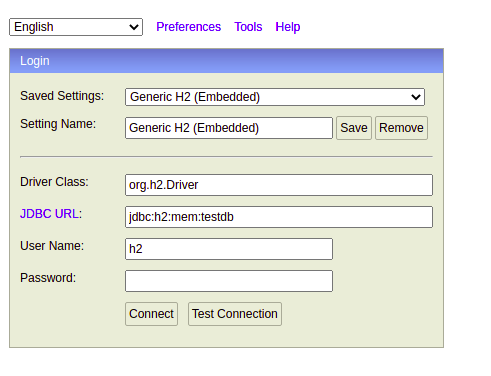 English Preferences Tools Help
Login
Saved Settings: Generic H2 (Embedded)
Setting Name: Generic H2 (Embedded) Save Remove
Driver Class: org.h2.Driver
JDBC URL: jdbc:h2:mem:testdb
User Name: h2
Password:
Connect Test Connection